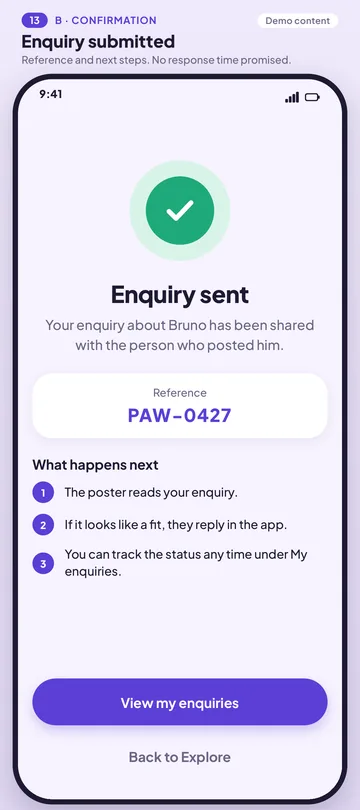 13 B · CONFIRMATION Demo content
Enquiry submitted
Reference and next steps. No response time promised.
9:41
Enquiry sent
Your enquiry about Bruno has been shared
with the person who posted him.
Reference
PAW-0427
What happens next
1 The poster reads your enquiry.
2 If it looks like a fit, they reply in the app.
3 You can track the status any time under My
enquiries.
View my enquiries
Back to Explore